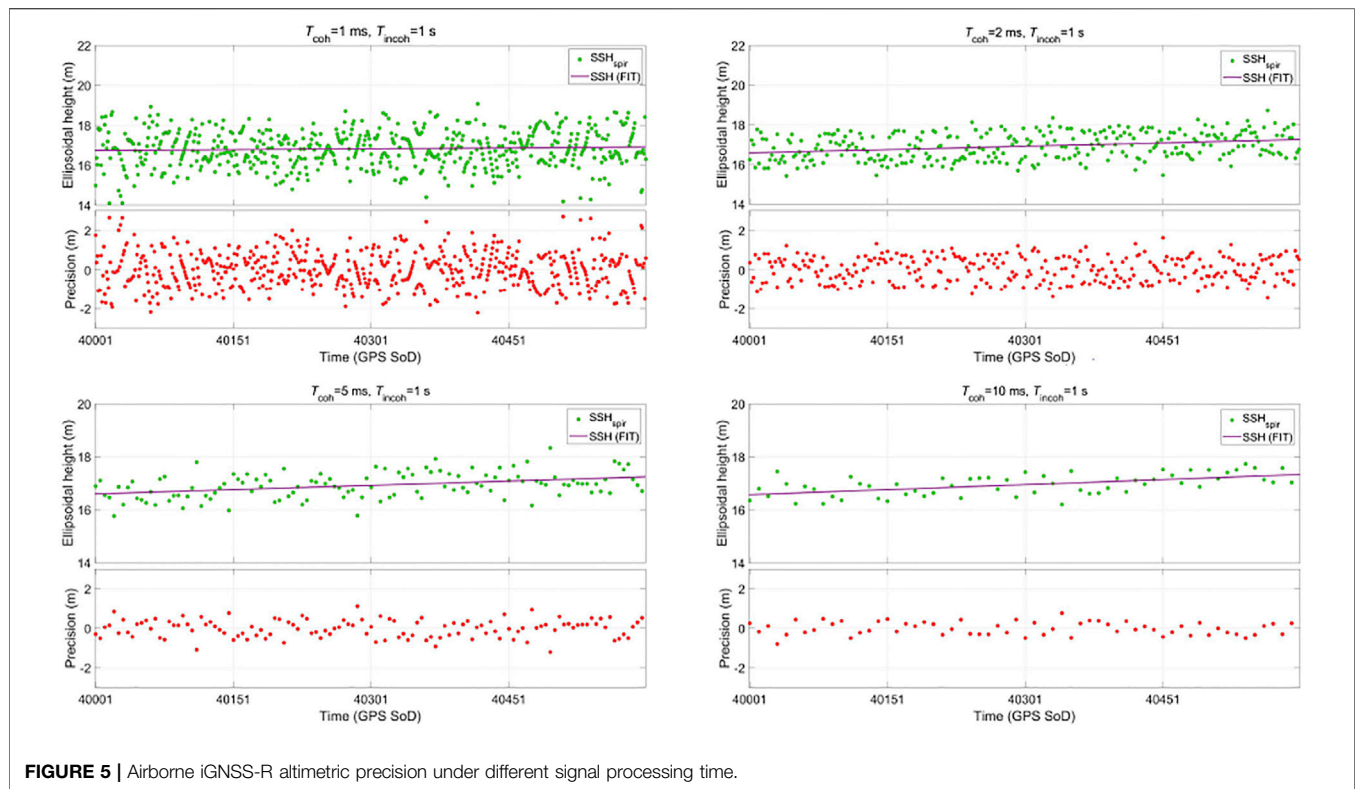 T_coh=1 ms, T_incoh=1 s
22
20
18
16
14
Ellipsoidal height (m)
SSH_spir
SSH (FIT)
2
0
-2
Precision (m)
40001 40151 40301 40451
Time (GPS SoD)
T_coh=2 ms, T_incoh=1 s
22
20
18
16
14
Ellipsoidal height (m)
SSH_spir
SSH (FIT)
2
0
-2
Precision (m)
40001 40151 40301 40451
Time (GPS SoD)
T_coh=5 ms, T_incoh=1 s
20
18
16
14
Ellipsoidal height (m)
SSH_spir
SSH (FIT)
2
0
-2
Precision (m)
40001 40151 40301 40451
Time (GPS SoD)
T_coh=10 ms, T_incoh=1 s
20
18
16
14
Ellipsoidal height (m)
SSH_spir
SSH (FIT)
2
0
-2
Precision (m)
40001 40151 40301 40451
Time (GPS SoD)
FIGURE 5 | Airborne iGNSS-R altimetric precision under different signal processing time.